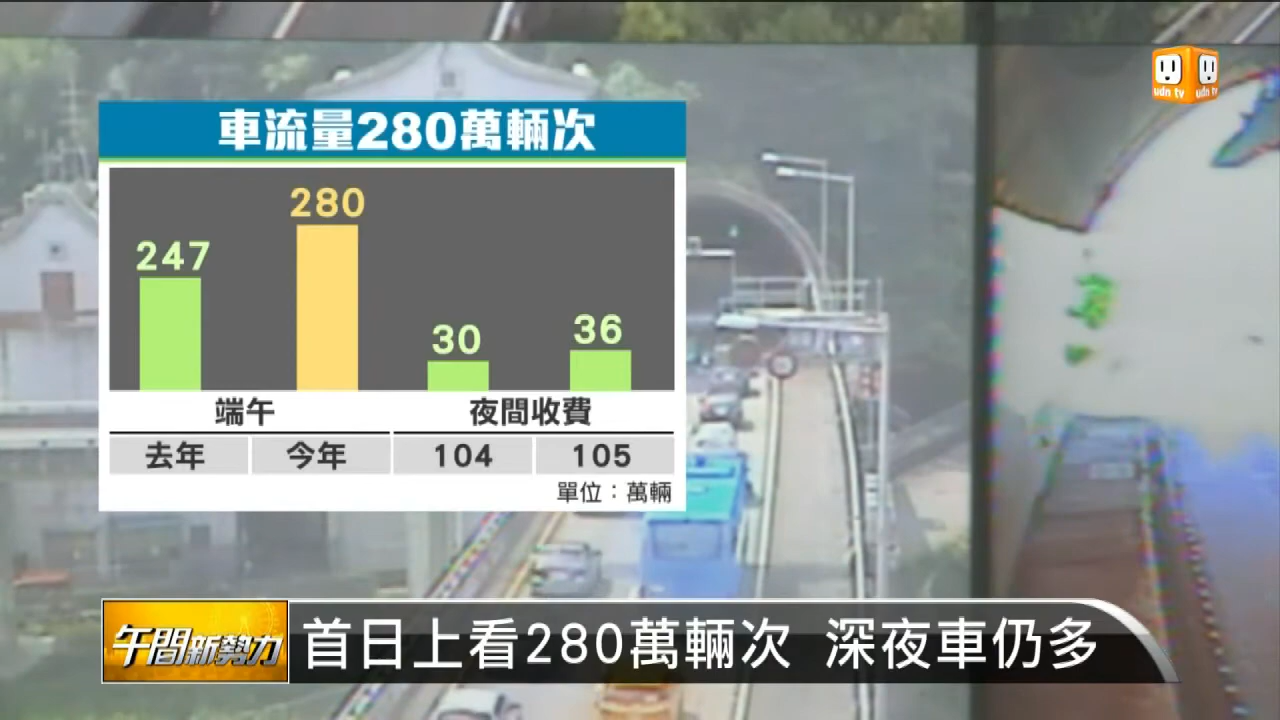 udn tv udn tv
車流量280萬輛次
247 280 30 36
端午 夜間收費
去年 今年 104 105
單位：萬輛
午間新勢力
首日上看280萬輛次 深夜車仍多